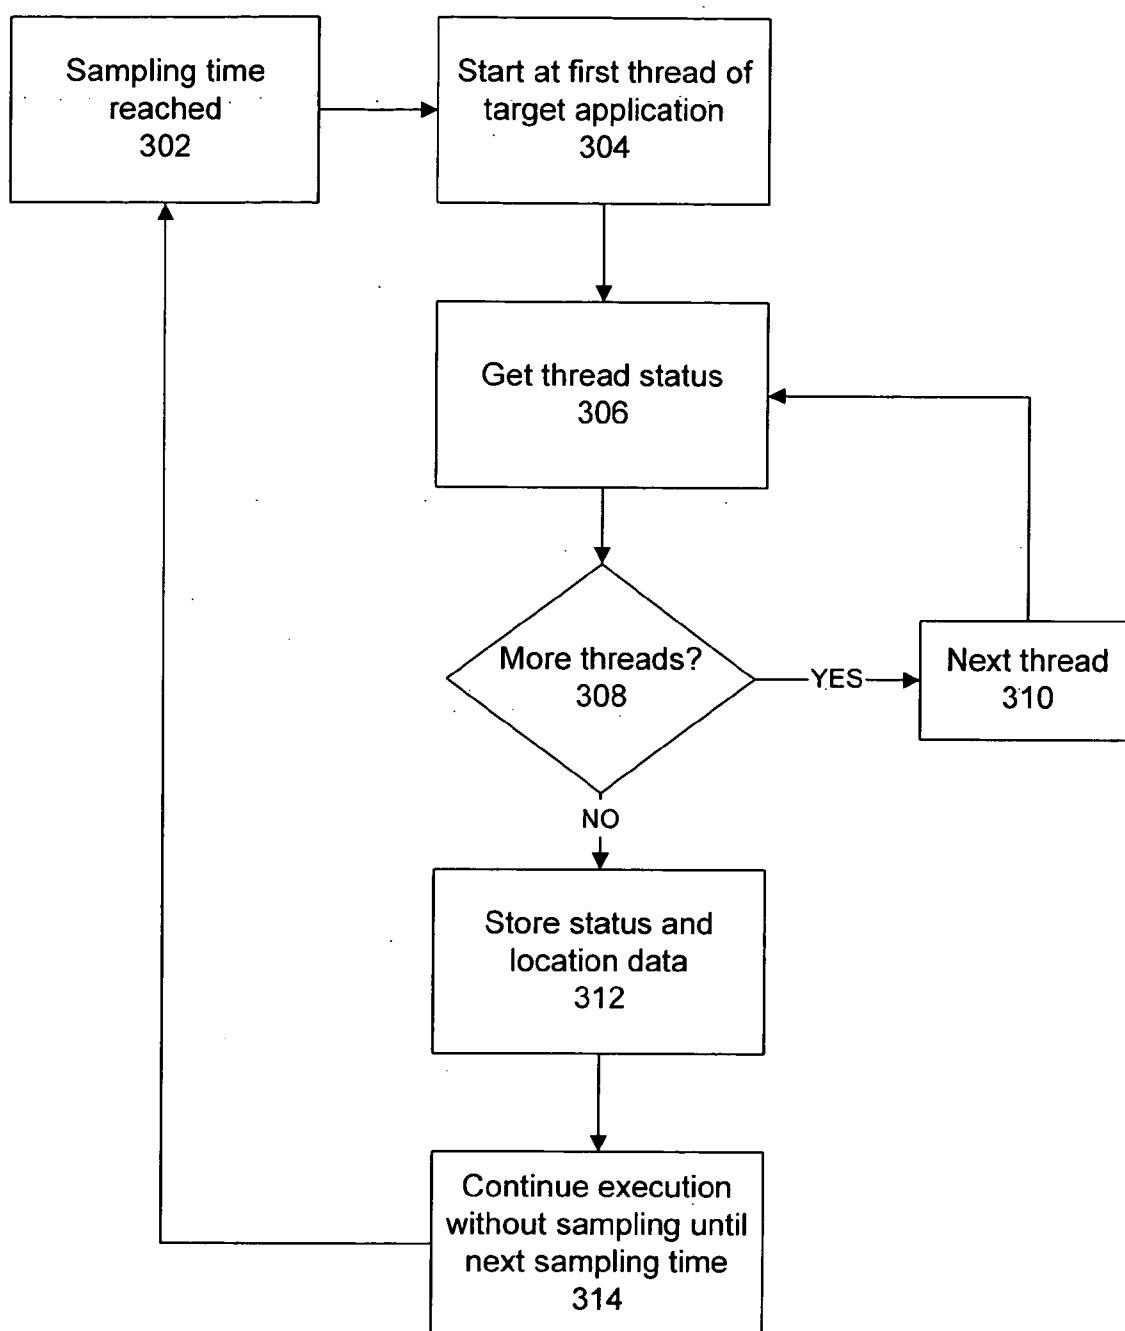 Sampling time
reached
302
Start at first thread of
target application
304
Get thread status
306
More threads?
308
YES
Next thread
310
NO
Store status and
location data
312
Continue execution
without sampling until
next sampling time
314